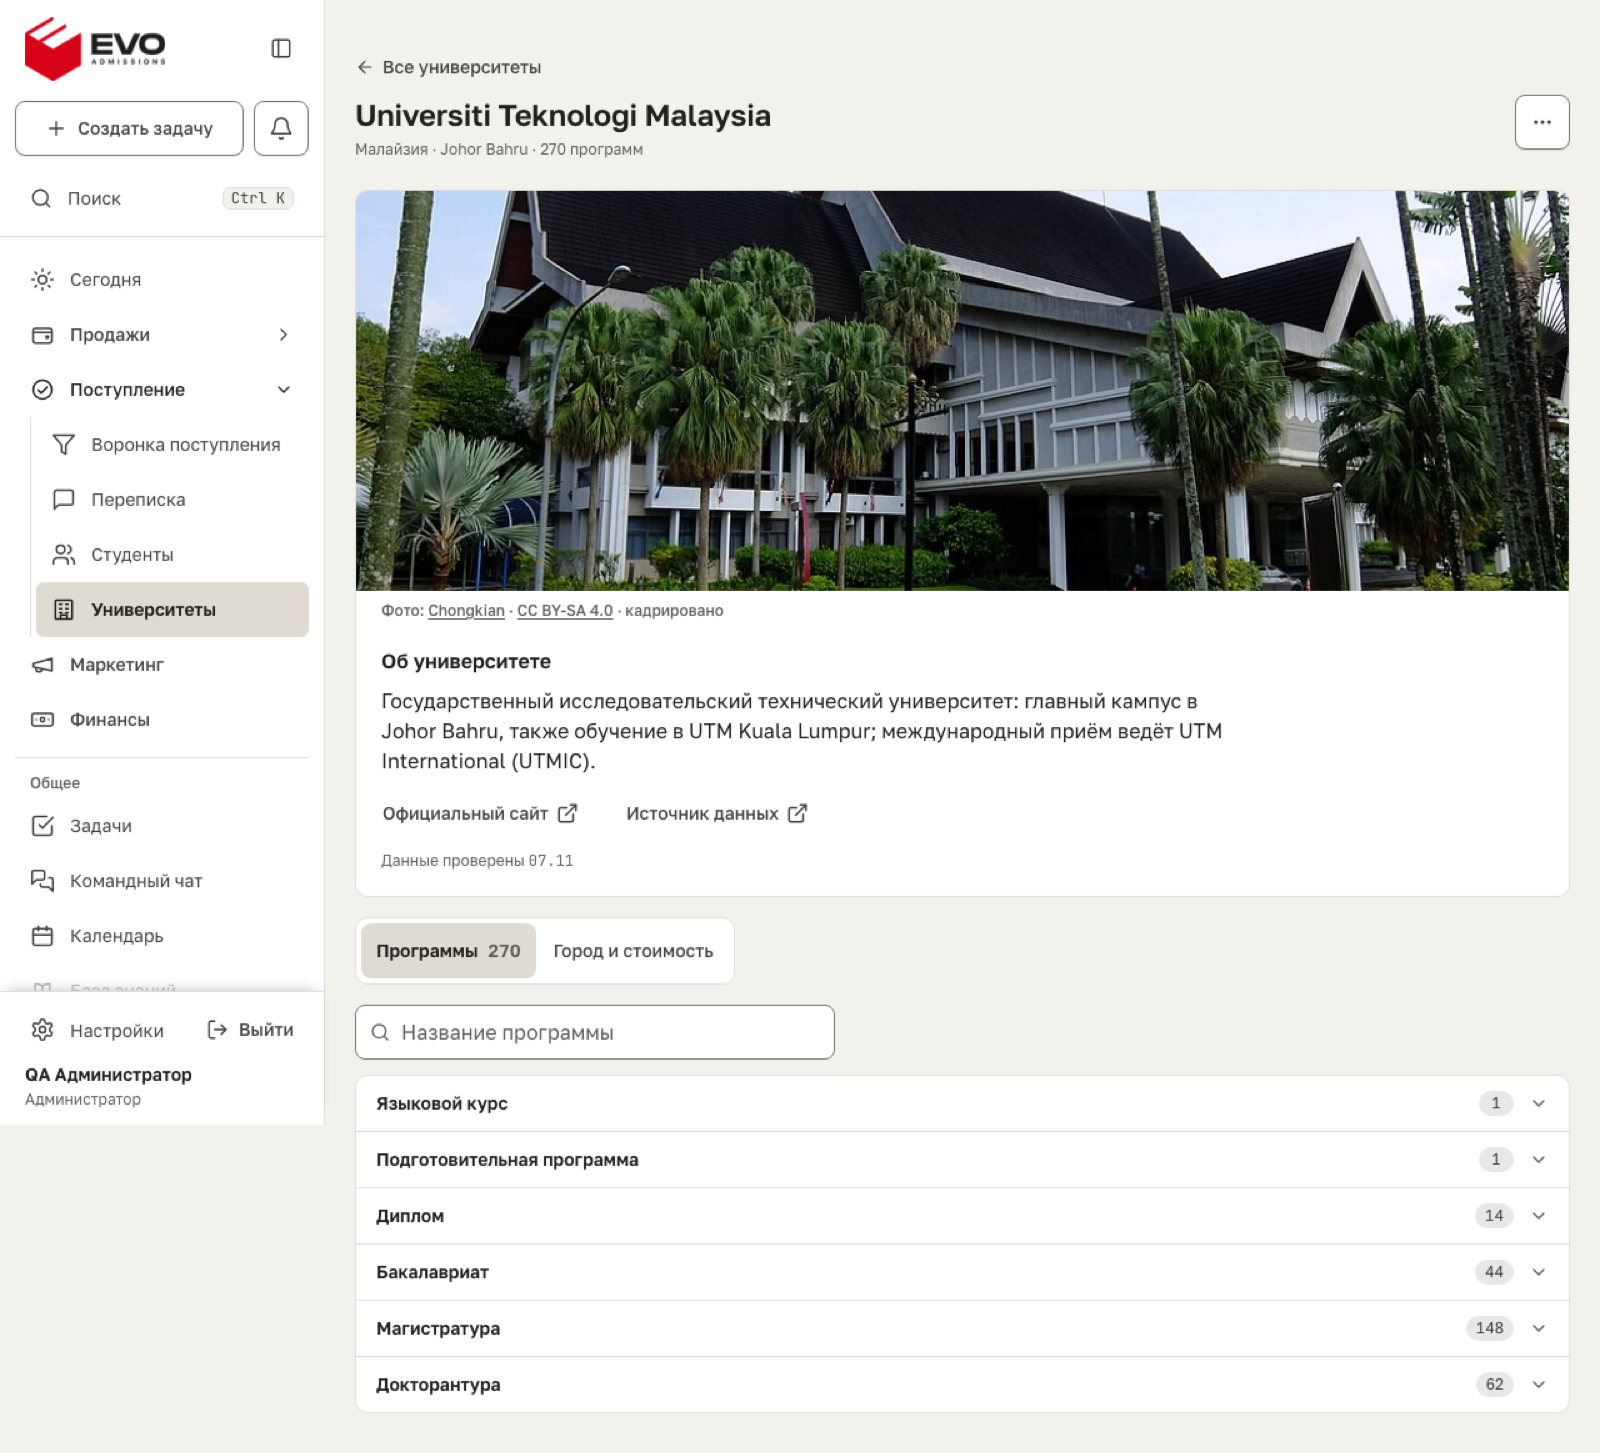 EVO
ADMISSIONS
Создать задачу
Поиск Ctrl K
Сегодня
Продажи
Поступление
Воронка поступления
Переписка
Студенты
Университеты
Маркетинг
Финансы
Общее
Задачи
Командный чат
Календарь
База знаний
Настройки Выйти
QA Администратор
Администратор
Все университеты
Universiti Teknologi Malaysia
Малайзия · Johor Bahru · 270 программ
Фото: Chongkian · CC BY-SA 4.0 · кадрировано
Об университете
Государственный исследовательский технический университет: главный кампус в
Johor Bahru, также обучение в UTM Kuala Lumpur; международный приём ведёт UTM
International (UTMIC).
Официальный сайт Источник данных
Данные проверены 07.11
Программы 270 Город и стоимость
Название программы
Языковой курс 1
Подготовительная программа 1
Диплом 14
Бакалавриат 44
Магистратура 148
Докторантура 62